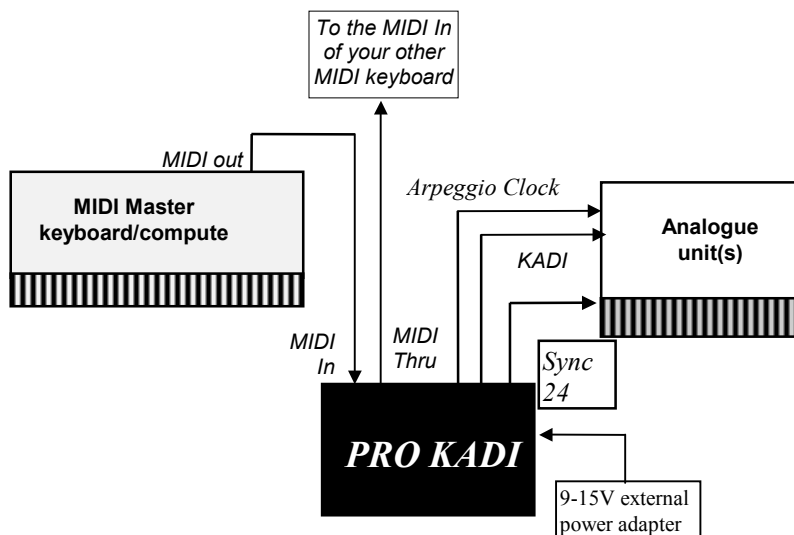 To the MIDI In
of your other
MIDI keyboard
MIDI out
MIDI Master
keyboard/compute
Arpeggio Clock
KADI
Analogue
unit(s)
MIDI
In
MIDI
Thru
Sync
24
PRO KADI
9-15V external
power adapter